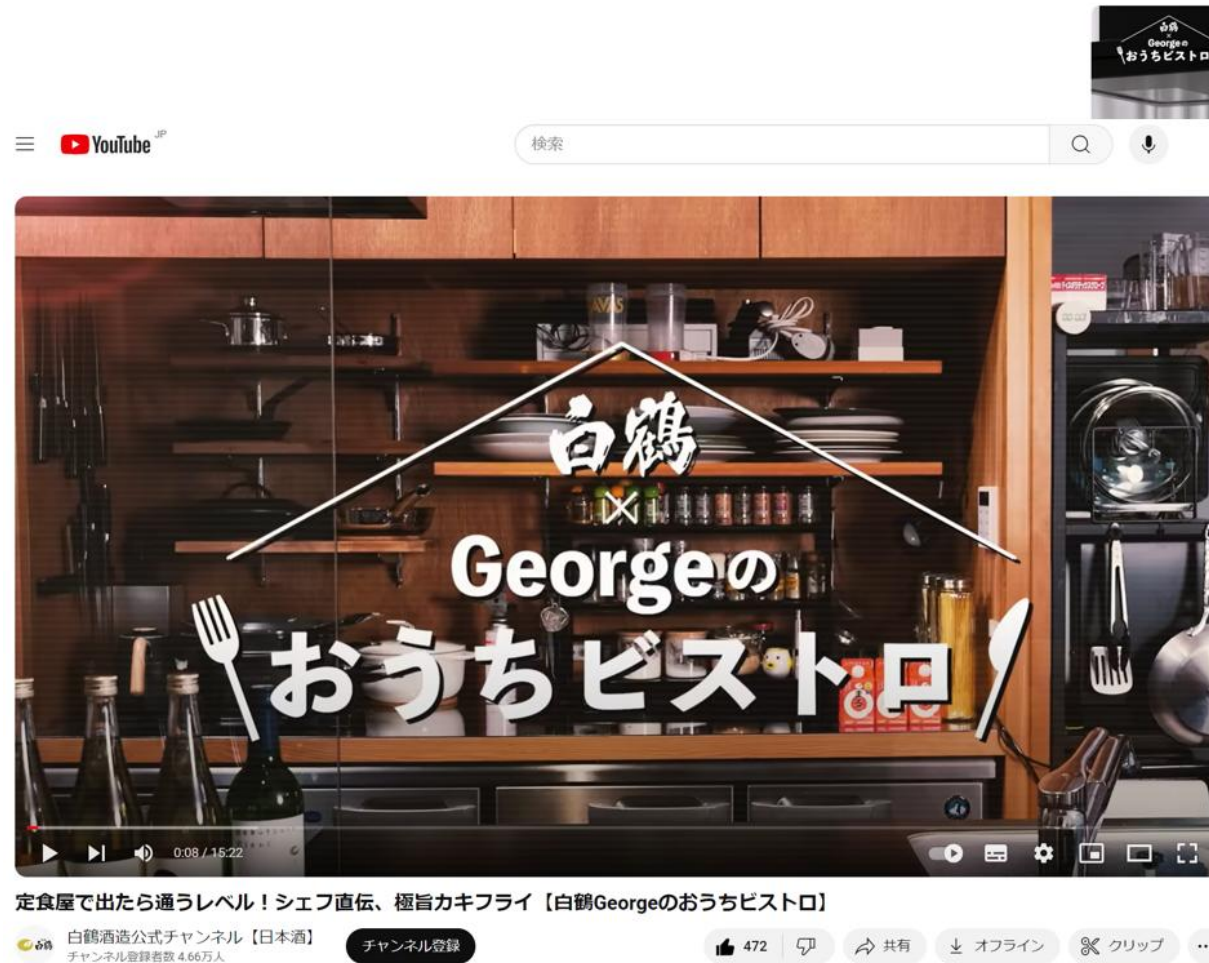 白鶴
×
Georgeの
おうちビストロ
YouTube JP
検索
白鶴
×
Georgeの
おうちビストロ
0:08 / 15:22
定食屋で出たら通うレベル！シェフ直伝、極旨カキフライ【白鶴Georgeのおうちビストロ】
白鶴
白鶴酒造公式チャンネル【日本酒】
チャンネル登録者数 4.66万人
チャンネル登録
472
共有
オフライン
クリップ